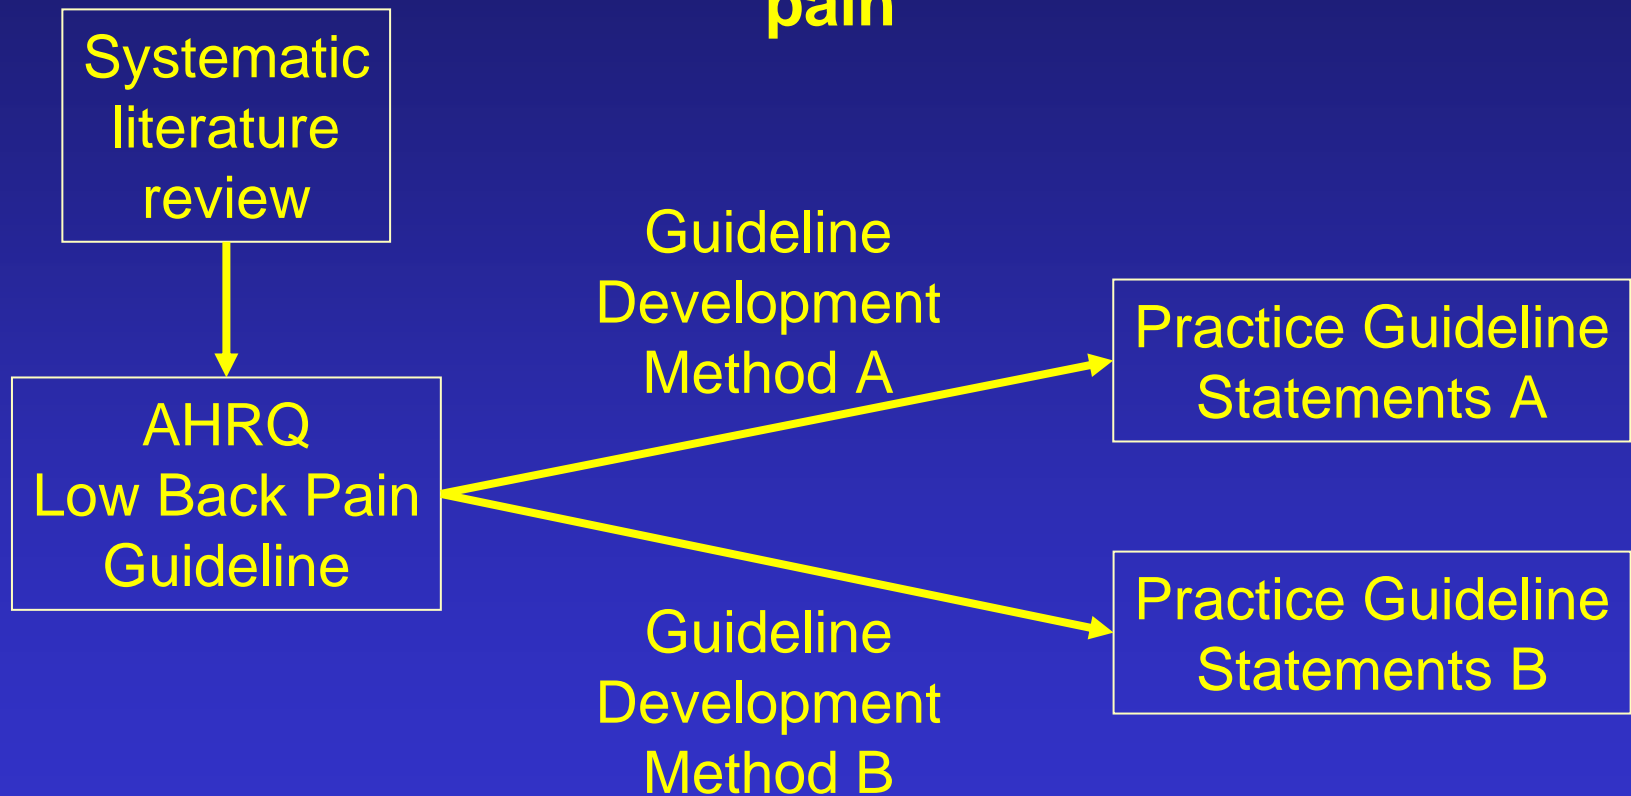 pain
Systematic
literature
review
Guideline
Development
Method A
Practice Guideline
Statements A
AHRQ
Low Back Pain
Guideline
Practice Guideline
Statements B
Guideline
Development
Method B